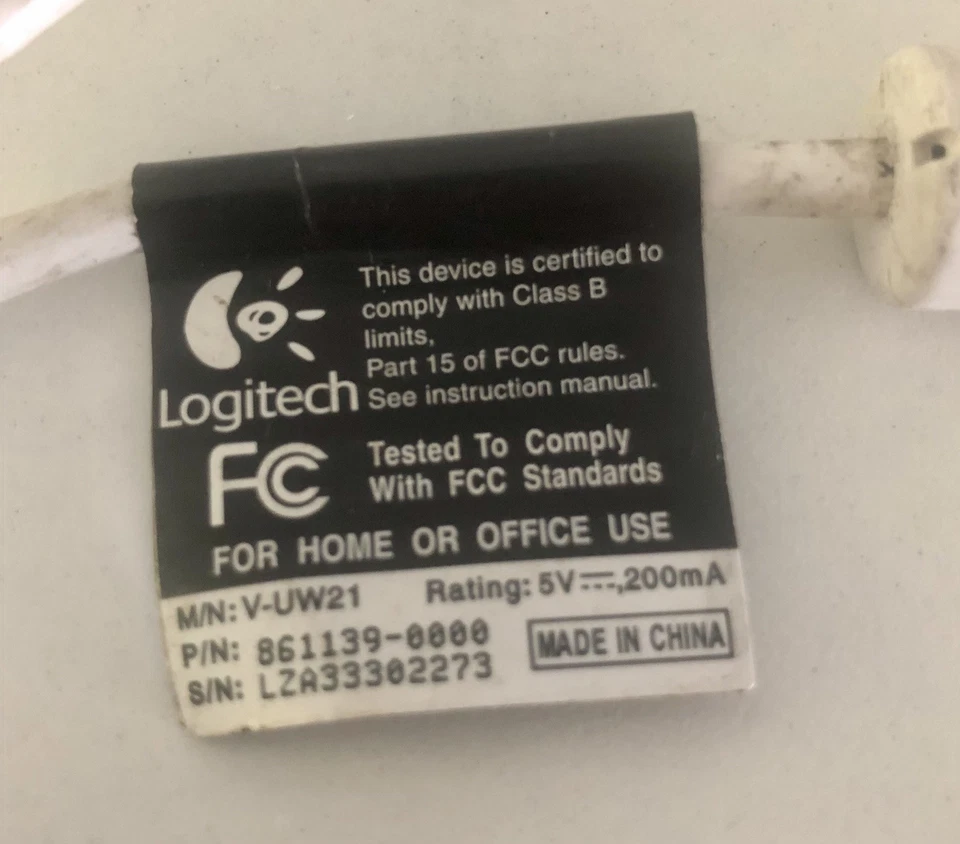 This device is certified to
comply with Class B
limits,
Part 15 of FCC rules.
See instruction manual.
Logitech
FC Tested To Comply
With FCC Standards
FOR HOME OR OFFICE USE
M/N: V-UW21 Rating: 5V⎓,200mA
P/N: 861139-0000
S/N: LZA33302273
MADE IN CHINA